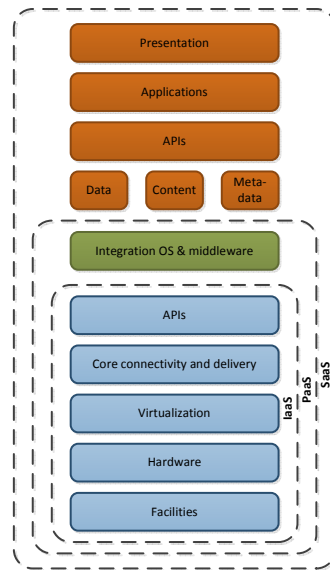 Presentation
Applications
APIs
Data
Content
Meta-
data
Integration OS & middleware
APIs
Core connectivity and delivery
Virtualization
Hardware
Facilities
IaaS
PaaS
SaaS